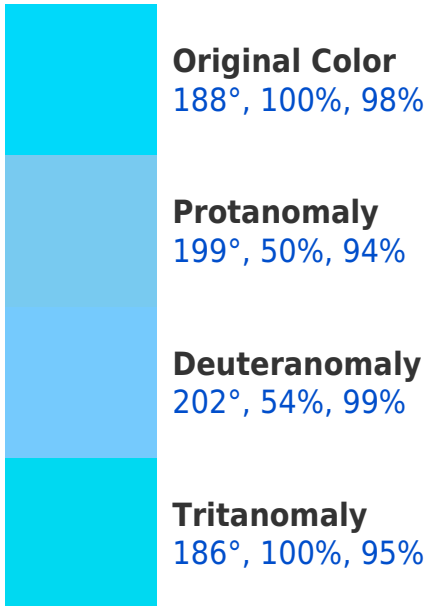 Original Color
188°, 100%, 98%
Protanomaly
199°, 50%, 94%
Deuteranomaly
202°, 54%, 99%
Tritanomaly
186°, 100%, 95%